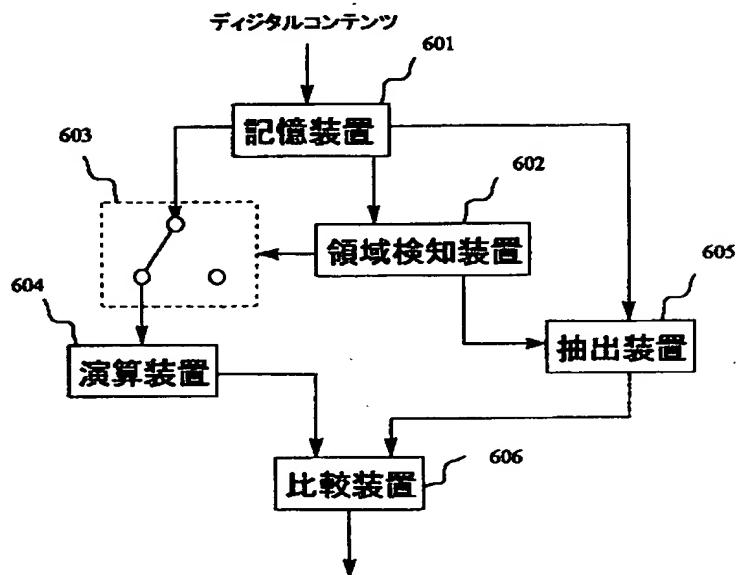 ディジタルコンテンツ
601
記憶装置
603
602
領域検知装置
605
604
抽出装置
演算装置
606
比較装置